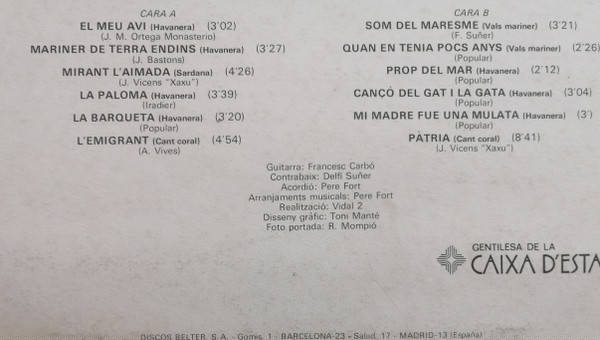 CARA A
EL MEU AVI (Havanera) (3'02)
(J. M. Ortega Monasterio)
MARINER DE TERRA ENDINS (Havanera) (3'27)
(J. Bastons)
MIRANT L'AIMADA (Sardana) (4'26)
(J. Vicens "Xaxu")
LA PALOMA (Havanera) (3'39)
(Iradier)
LA BARQUETA (Havanera) (3'20)
(Popular)
L'EMIGRANT (Cant coral) (4'54)
(A. Vives)
CARA B
SOM DEL MARESME (Vals mariner) (3'21)
(F. Suñer)
QUAN EN TENIA POCS ANYS (Vals mariner) (2'26)
(Popular)
PROP DEL MAR (Havanera) (2'12)
(Popular)
CANÇÓ DEL GAT I LA GATA (Havanera) (3'04)
(Popular)
MI MADRE FUE UNA MULATA (Havanera) (3')
(Popular)
PATRIA (Cant coral) (8'41)
(J. Vicens "Xaxu")
Guitarra: Francesc Carbó
Contrabaix: Delfí Suñer
Acordió: Pere Fort
Arranjaments musicals: Pere Fort
Realització: Vidal 2
Disseny gràfic: Toni Manté
Foto portada: R. Mompió
GENTILESA DE LA
CAIXA D'ESTA
DISCOS BELTER, S. A. - Gomis, 1 - BARCELONA-23 - Salud, 17 - MADRID-13 (España)